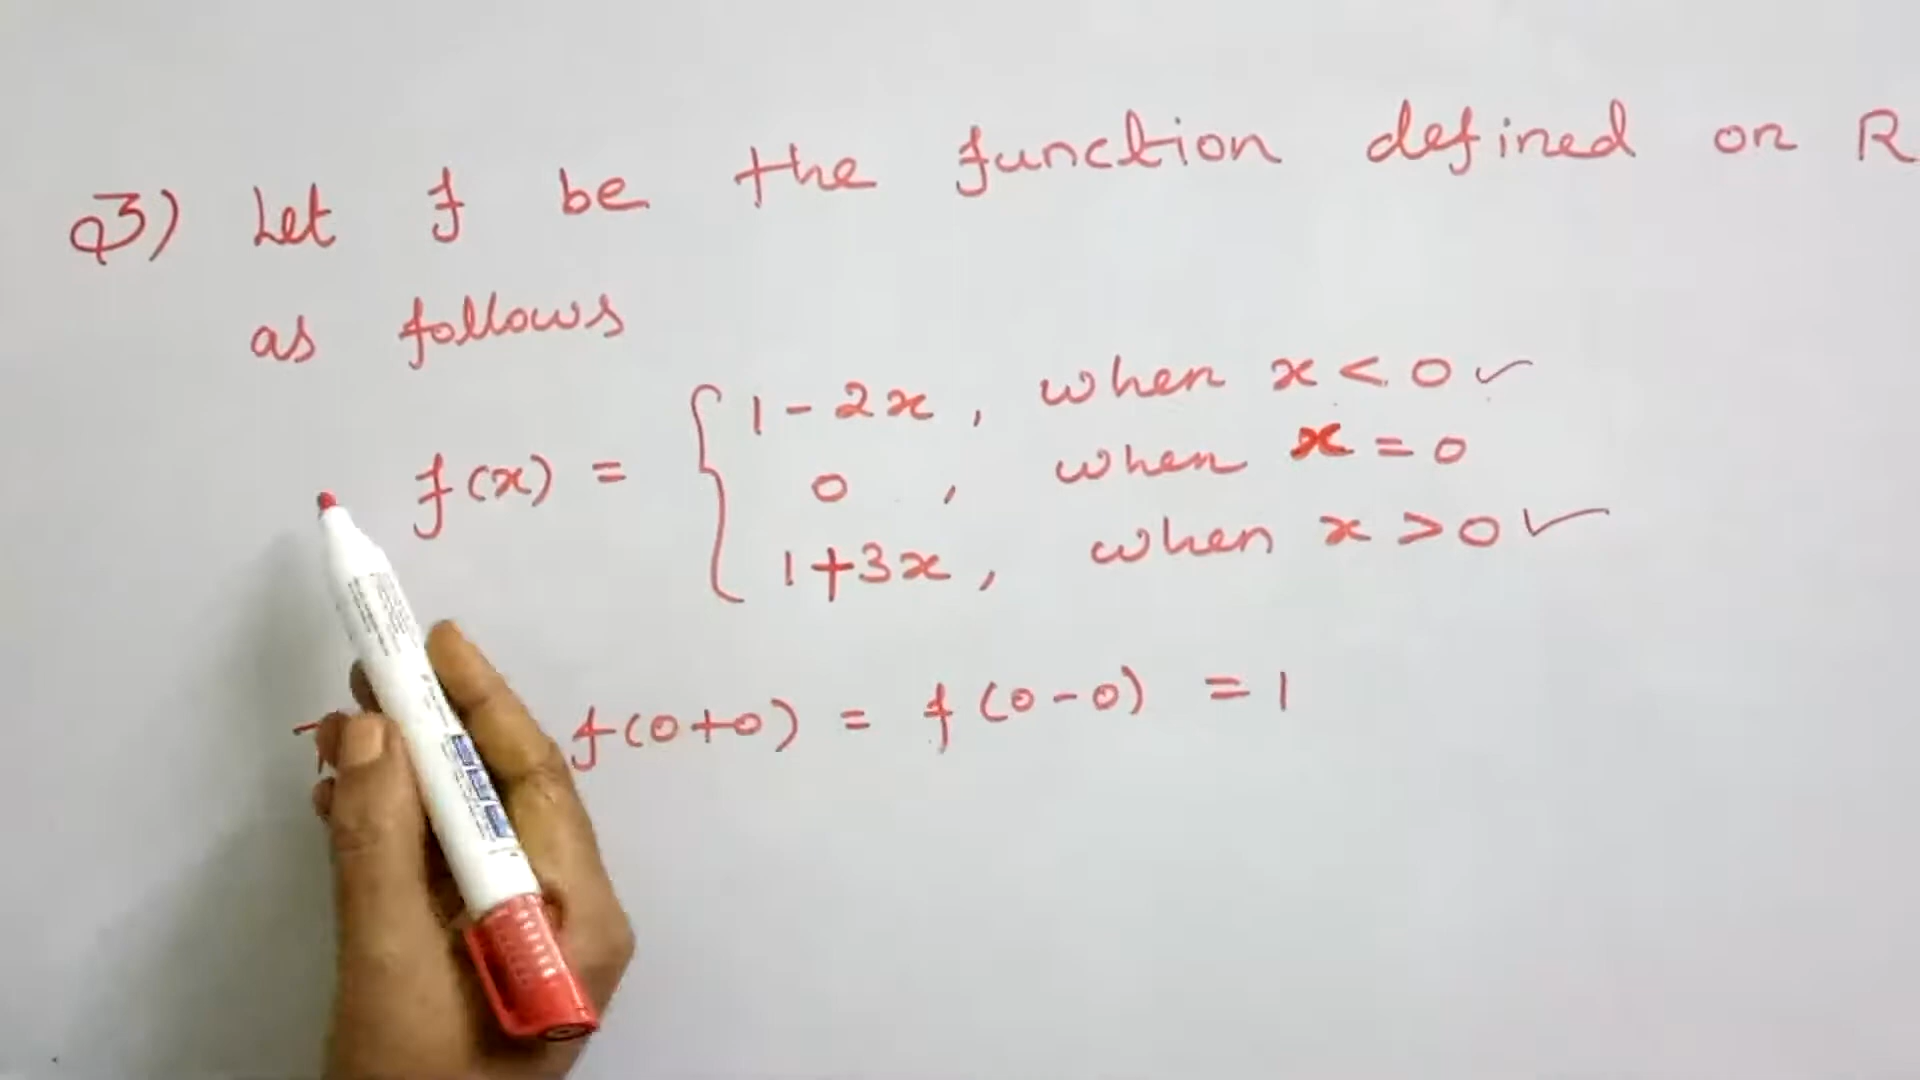 Q3) Let f be the function defined on R
as follows
f(x) = { 1 - 2x , when x < 0 ✓
0 , when x = 0
1 + 3x , when x > 0 ✓
f(0+0) = f(0-0) = 1